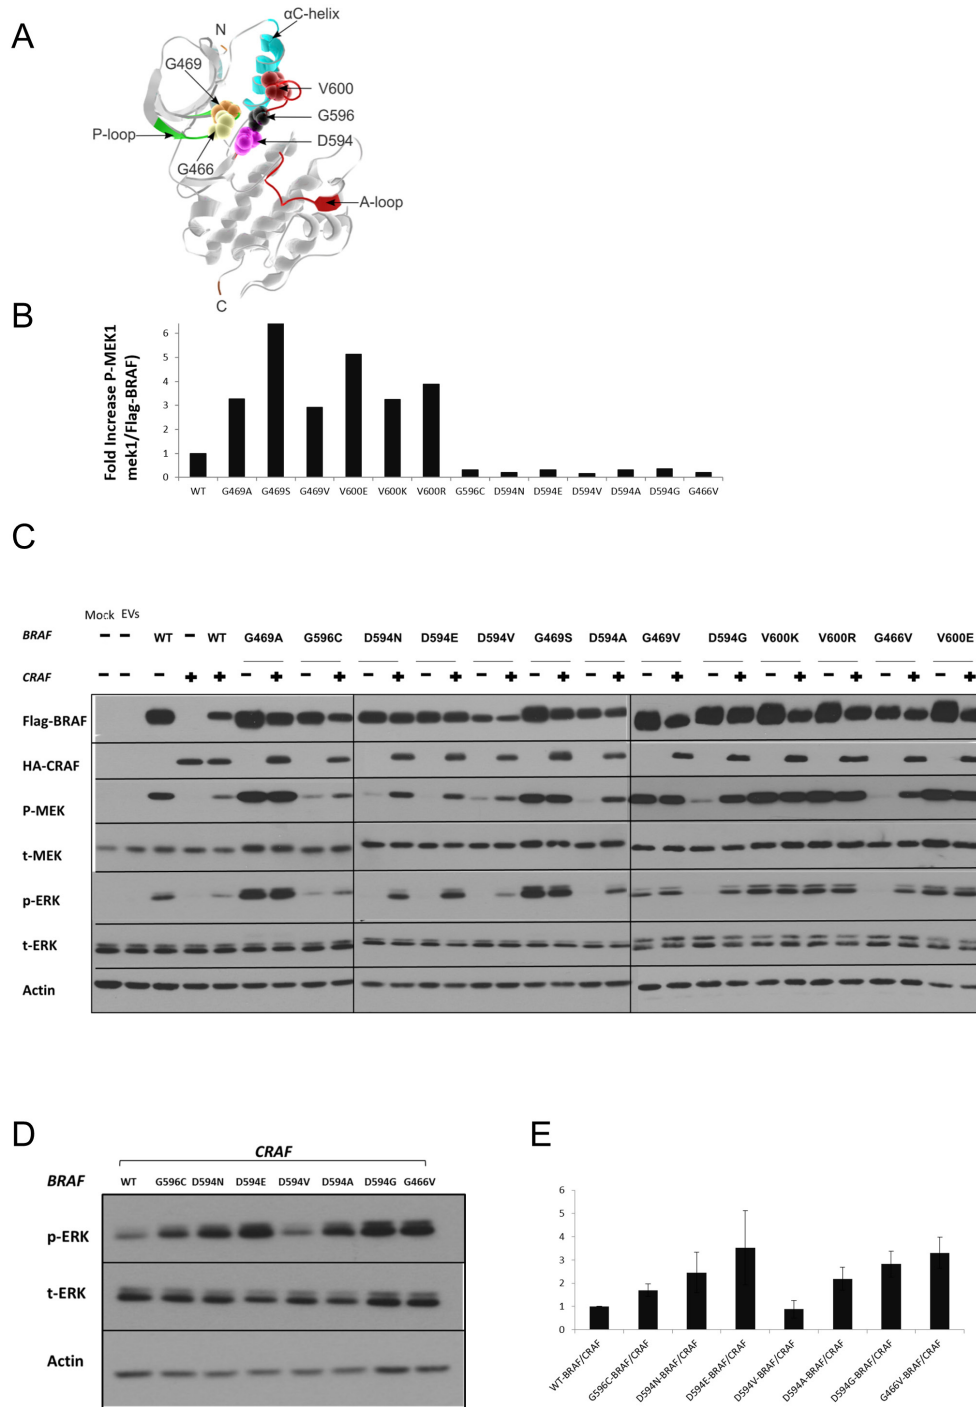 A
αC-helix
N
G469
V600
G596
P-loop
D594
G466
A-loop
C
B
Fold Increase P-MEK1
mek1/Flag-BRAF)
6
5
4
3
2
1
0
WT G469A G469S G469V V600E V600K V600R G596C D594N D594E D594V D594A D594G G466V
C
Mock EVs
BRAF - - WT - WT G469A G596C D594N D594E D594V G469S D594A G469V D594G V600K V600R G466V V600E
CRAF - - - + + - + - + - + - + - + - + - + - + - + - + - + - + - +
Flag-BRAF
HA-CRAF
P-MEK
t-MEK
p-ERK
t-ERK
Actin
D
CRAF
BRAF WT G596C D594N D594E D594V D594A D594G G466V
p-ERK
t-ERK
Actin
E
6
5
4
3
2
1
0
WT-BRAF/CRAF
G596C-BRAF/CRAF
D594N-BRAF/CRAF
D594E-BRAF/CRAF
D594V-BRAF/CRAF
D594A-BRAF/CRAF
D594G-BRAF/CRAF
G466V-BRAF/CRAF